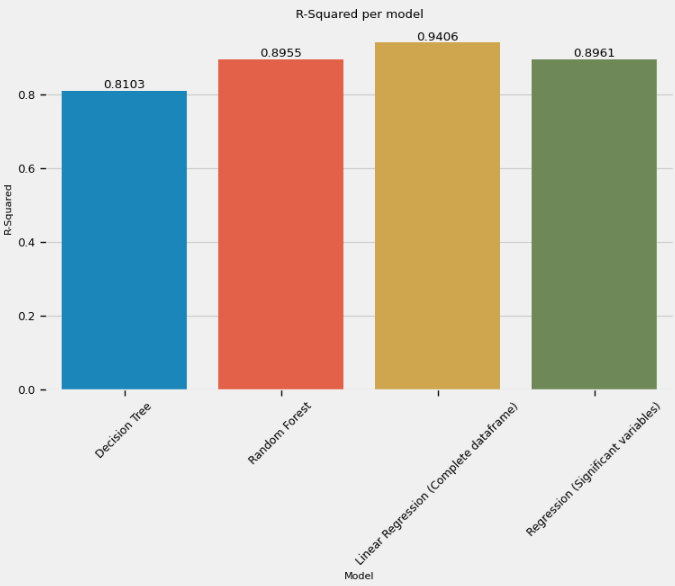 R-Squared per model
0.9406
0.8955
0.8961
0.8103
0.8
0.6
0.4
0.2
0.0
R-Squared
Decision Tree
Random Forest
Linear Regression (Complete dataframe)
Regression (Significant variables)
Model